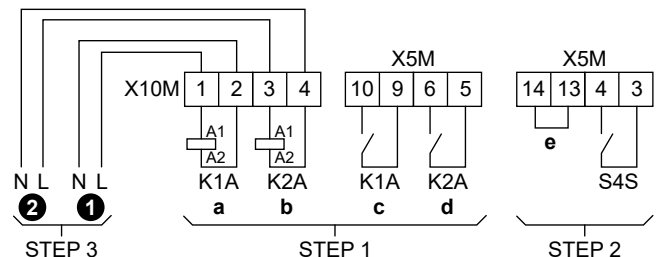 X5M X5M
X10M 1 2 3 4 10 9 6 5 14 13 4 3
A1 A1
A2 A2
e
N L N L K1A K2A K1A K2A S4S
2 1 a b c d
STEP 3 STEP 1 STEP 2